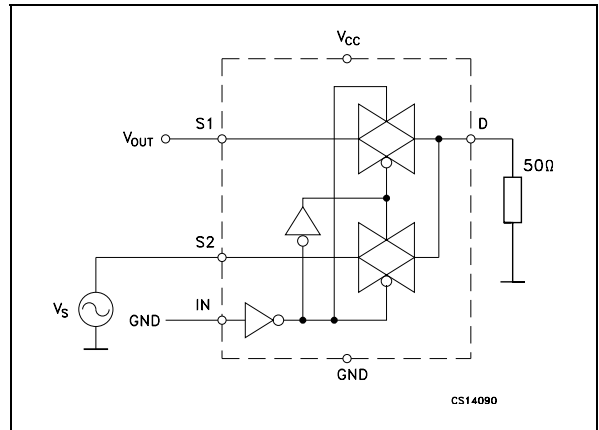 VCC
S1
D
VOUT
50Ω
S2
VS
IN
GND
GND
CS14090